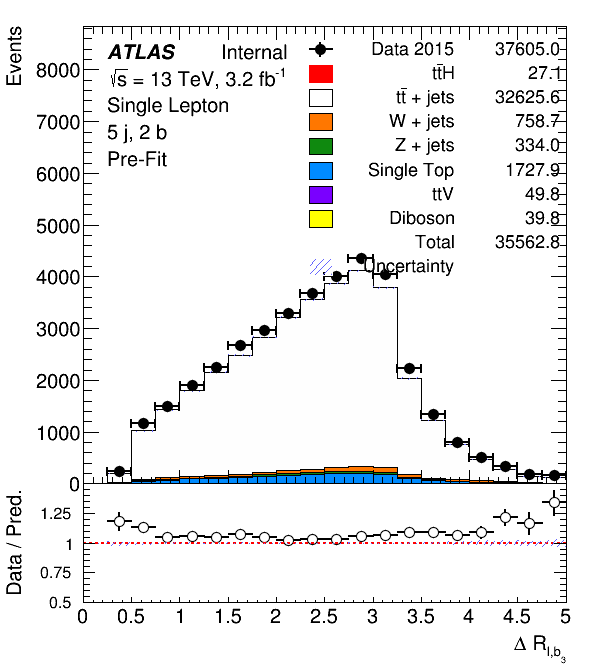 Events
ATLAS Internal
√s = 13 TeV, 3.2 fb⁻¹
Single Lepton
5 j, 2 b
Pre-Fit
Data 2015 37605.0
tt̄H 27.1
tt̄ + jets 32625.6
W + jets 758.7
Z + jets 334.0
Single Top 1727.9
ttV 49.8
Diboson 39.8
Total 35562.8
Uncertainty
8000
7000
6000
5000
4000
3000
2000
1000
0
Data / Pred.
1.25
1
0.75
0.5
0 0.5 1 1.5 2 2.5 3 3.5 4 4.5 5
Δ R l,b₃